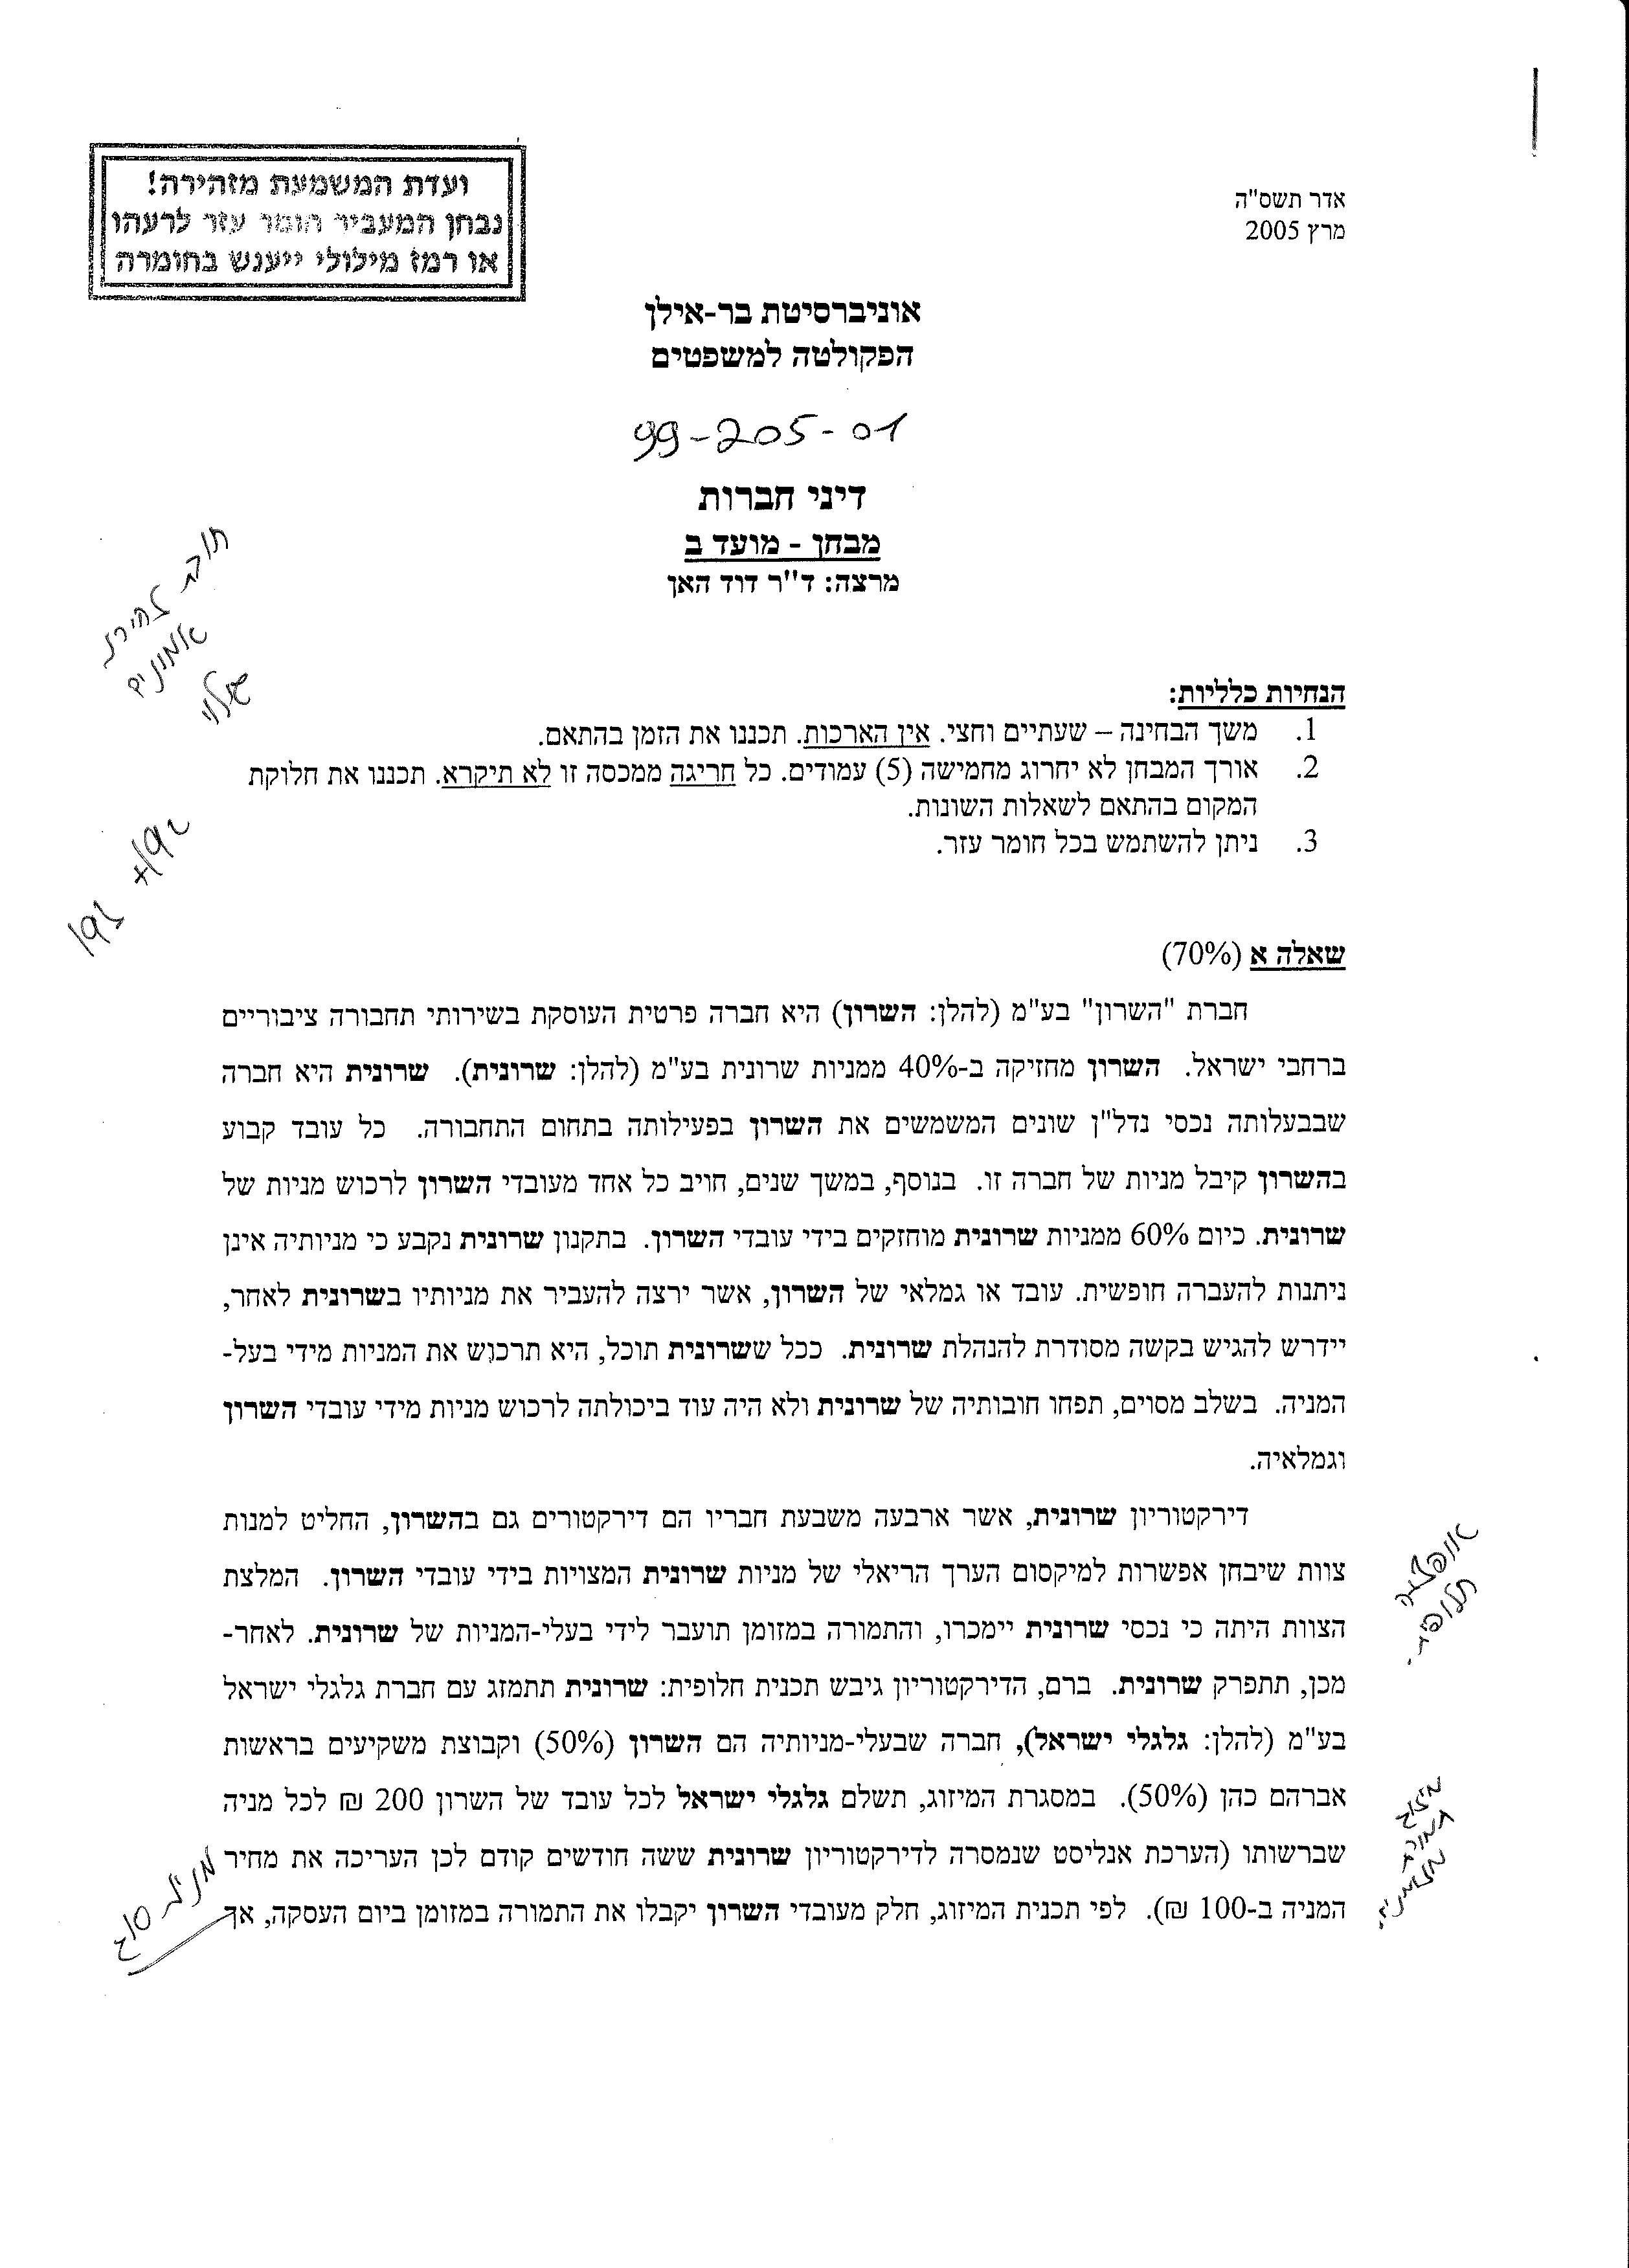 אדר תשס"ה
מרץ 2005
ועדת המשמעת מזהירה!
נבחן המעביר חומר עזר לרעהו
או רמז מילולי ייענש בחומרה
אוניברסיטת בר-אילן
הפקולטה למשפטים
99-205-01
דיני חברות
מבחן - מועד ב
מרצה: ד"ר דוד האן
הנחיות כלליות:
1. משך הבחינה – שעתיים וחצי. אין הארכות. תכננו את הזמן בהתאם.
2. אורך המבחן לא יחרוג מחמישה (5) עמודים. כל חריגה ממכסה זו לא תיקרא. תכננו את חלוקת
המקום בהתאם לשאלות השונות.
3. ניתן להשתמש בכל חומר עזר.
שאלה א (70%)
חברת "השרון" בע"מ (להלן: השרון) היא חברה פרטית העוסקת בשירותי תחבורה ציבוריים
ברחבי ישראל. השרון מחזיקה ב-40% ממניות שרונית בע"מ (להלן: שרונית). שרונית היא חברה
שבבעלותה נכסי נדל"ן שונים המשמשים את השרון בפעילותה בתחום התחבורה. כל עובד קבוע
בהשרון קיבל מניות של חברה זו. בנוסף, במשך שנים, חויב כל אחד מעובדי השרון לרכוש מניות של
שרונית. כיום 60% ממניות שרונית מוחזקים בידי עובדי השרון. בתקנון שרונית נקבע כי מניותיה אינן
ניתנות להעברה חופשית. עובד או גמלאי של השרון, אשר ירצה להעביר את מניותיו בשרונית לאחר,
יידרש להגיש בקשה מסודרת להנהלת שרונית. ככל ששרונית תוכל, היא תרכוש את המניות מידי בעל-
המניה. בשלב מסוים, תפחו חובותיה של שרונית ולא היה עוד ביכולתה לרכוש מניות מידי עובדי השרון
וגמלאיה.
דירקטוריון שרונית, אשר ארבעה משבעת חבריו הם דירקטורים גם בהשרון, החליט למנות
צוות שיבחן אפשרות למיקסום הערך הריאלי של מניות שרונית המצויות בידי עובדי השרון. המלצת
הצוות היתה כי נכסי שרונית יימכרו, והתמורה במזומן תועבר לידי בעלי-המניות של שרונית. לאחר-
מכן, תתפרק שרונית. ברם, הדירקטוריון גיבש תכנית חלופית: שרונית תתמזג עם חברת גלגלי ישראל
בע"מ (להלן: גלגלי ישראל), חברה שבעלי-מניותיה הם השרון (50%) וקבוצת משקיעים בראשות
אברהם כהן (50%). במסגרת המיזוג, תשלם גלגלי ישראל לכל עובד של השרון 200 ₪ לכל מניה
שברשותו (הערכת אנליסט שנמסרה לדירקטוריון שרונית ששה חודשים קודם לכן העריכה את מחיר
המניה ב-100 ₪). לפי תכנית המיזוג, חלק מעובדי השרון יקבלו את התמורה במזומן ביום העסקה, אך